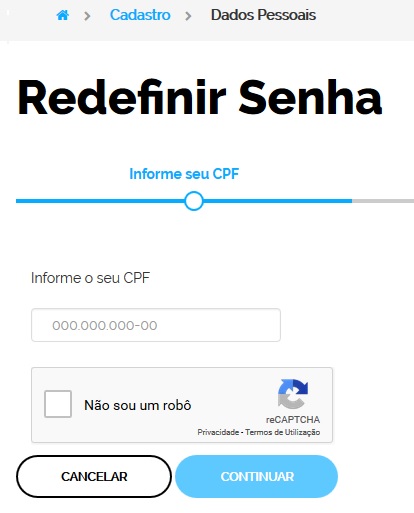 Cadastro Dados Pessoais
Redefinir Senha
Informe seu CPF
Informe o seu CPF
000.000.000-00
Não sou um robô
reCAPTCHA
Privacidade - Termos de Utilização
CANCELAR CONTINUAR